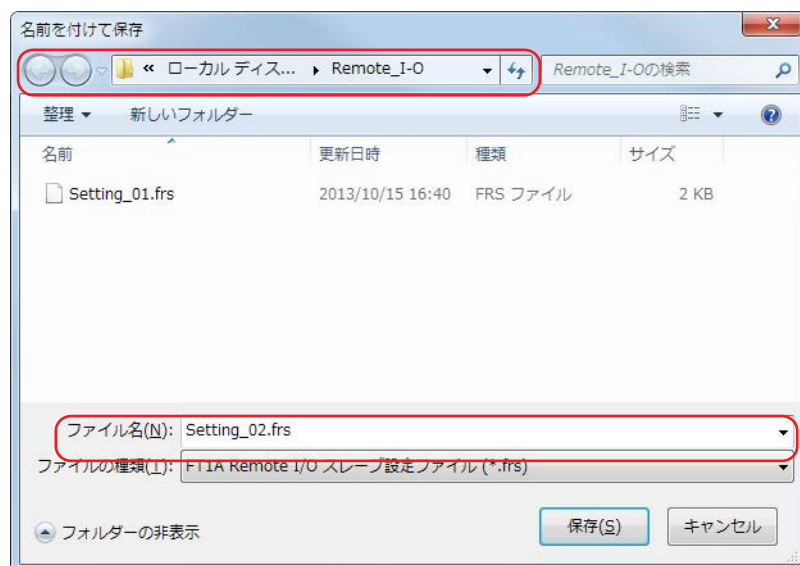 名前を付けて保存
« ローカル ディス... ▸ Remote_I-O
Remote_I-Oの検索
整理 新しいフォルダー
名前 更新日時 種類 サイズ
Setting_01.frs 2013/10/15 16:40 FRS ファイル 2 KB
ファイル名(N): Setting_02.frs
ファイルの種類(T): FT1A Remote I/O スレーブ設定ファイル (*.frs)
フォルダーの非表示 保存(S) キャンセル